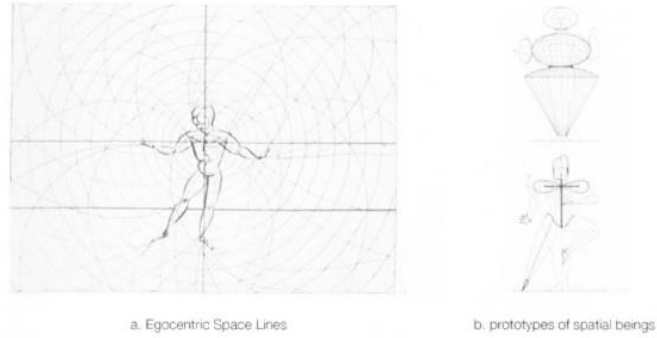 a. Egocentric Space Lines
b. prototypes of spatial beings